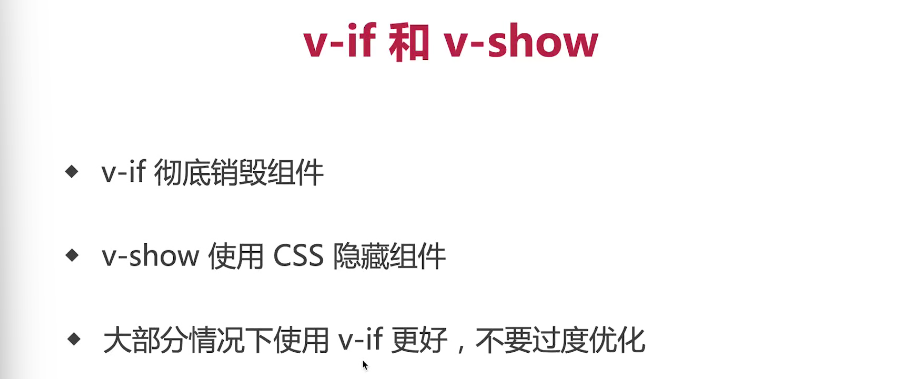 v-if 和 v-show
◆ v-if 彻底销毁组件
◆ v-show 使用 CSS 隐藏组件
◆ 大部分情况下使用 v-if 更好，不要过度优化